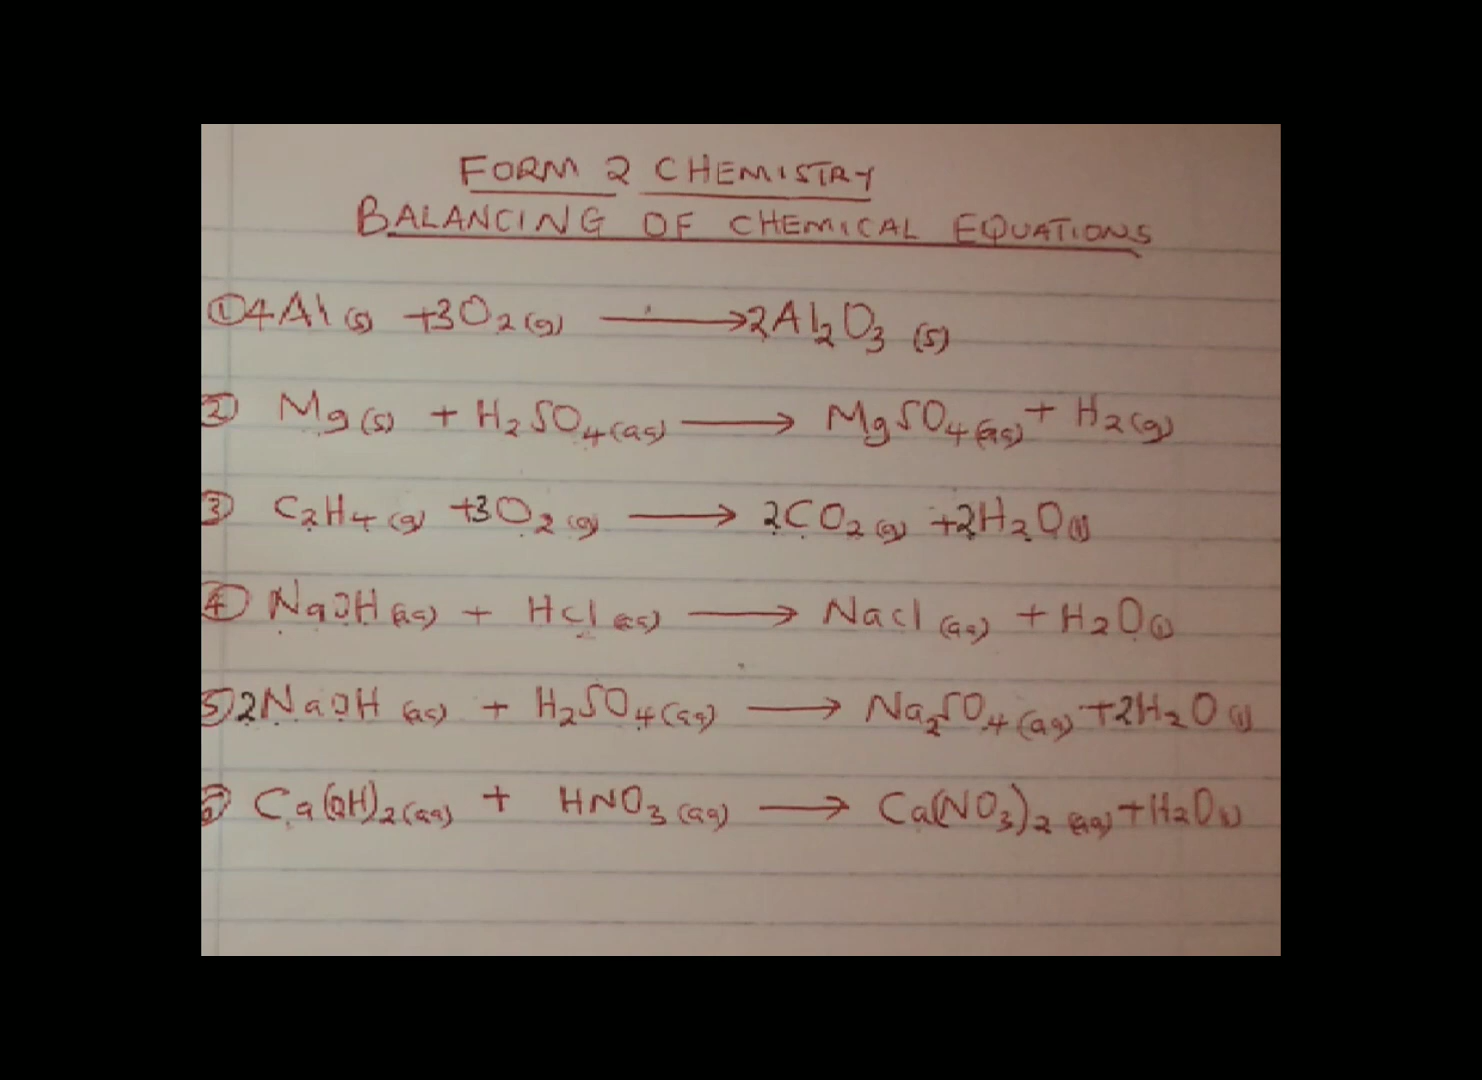 FORM 2 CHEMISTRY
BALANCING OF CHEMICAL EQUATIONS
① 4Al(s) + 3O₂(g) ⟶ 2Al₂O₃(s)
② Mg(s) + H₂SO₄(aq) ⟶ MgSO₄(aq) + H₂(g)
③ C₂H₄(g) + 3O₂(g) ⟶ 2CO₂(g) + 2H₂O(l)
④ NaOH(aq) + HCl(aq) ⟶ Nacl(aq) + H₂O(l)
⑤ 2NaOH(aq) + H₂SO₄(aq) ⟶ Na₂SO₄(aq) + 2H₂O(l)
⑥ Ca(OH)₂(aq) + HNO₃(aq) ⟶ Ca(NO₃)₂(aq) + H₂O(l)